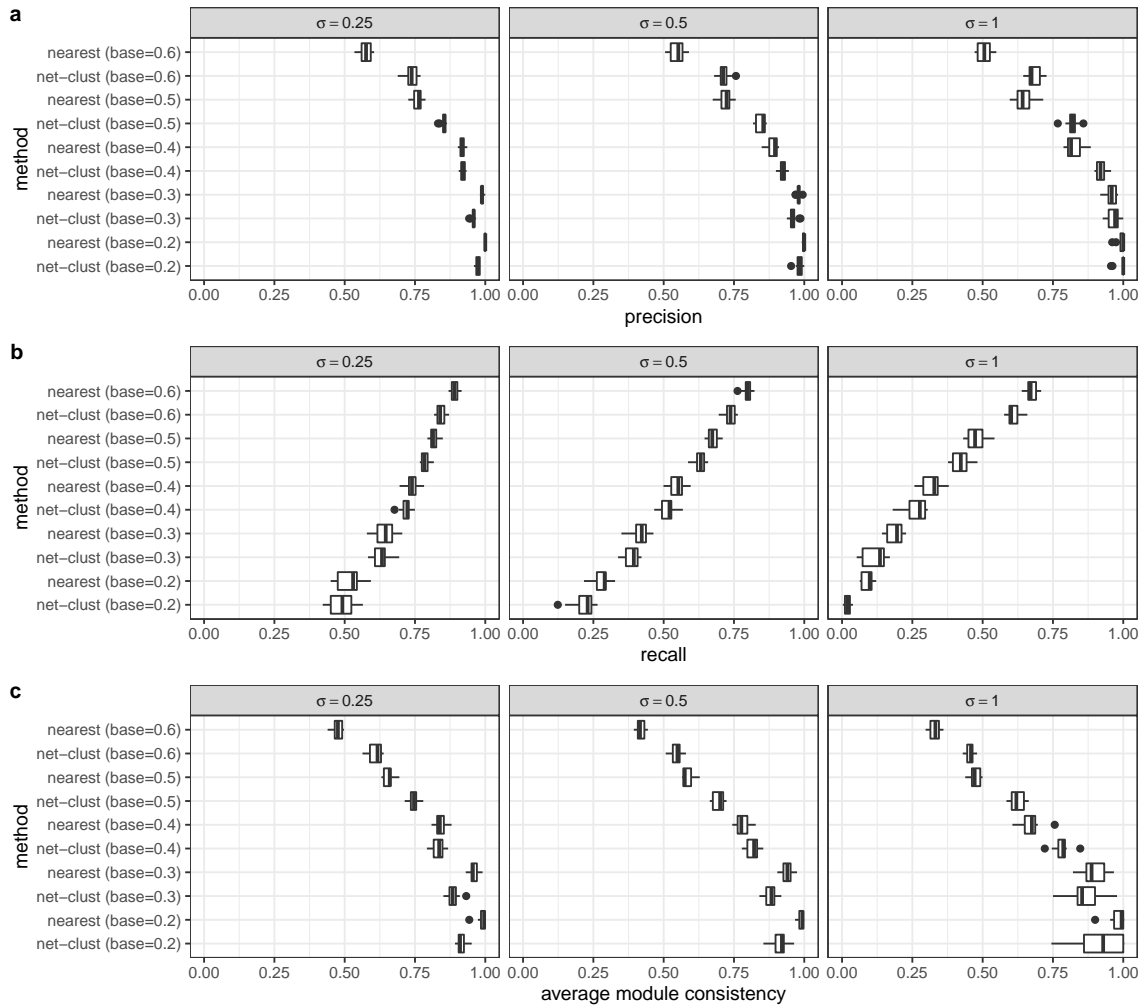 a
σ = 0.25 σ = 0.5 σ = 1
nearest (base=0.6)
net−clust (base=0.6)
nearest (base=0.5)
net−clust (base=0.5)
nearest (base=0.4)
net−clust (base=0.4)
nearest (base=0.3)
net−clust (base=0.3)
nearest (base=0.2)
net−clust (base=0.2)
method
0.00 0.25 0.50 0.75 1.00 0.00 0.25 0.50 0.75 1.00 0.00 0.25 0.50 0.75 1.00
precision
b
σ = 0.25 σ = 0.5 σ = 1
nearest (base=0.6)
net−clust (base=0.6)
nearest (base=0.5)
net−clust (base=0.5)
nearest (base=0.4)
net−clust (base=0.4)
nearest (base=0.3)
net−clust (base=0.3)
nearest (base=0.2)
net−clust (base=0.2)
method
0.00 0.25 0.50 0.75 1.00 0.00 0.25 0.50 0.75 1.00 0.00 0.25 0.50 0.75 1.00
recall
c
σ = 0.25 σ = 0.5 σ = 1
nearest (base=0.6)
net−clust (base=0.6)
nearest (base=0.5)
net−clust (base=0.5)
nearest (base=0.4)
net−clust (base=0.4)
nearest (base=0.3)
net−clust (base=0.3)
nearest (base=0.2)
net−clust (base=0.2)
method
0.00 0.25 0.50 0.75 1.00 0.00 0.25 0.50 0.75 1.00 0.00 0.25 0.50 0.75 1.00
average module consistency